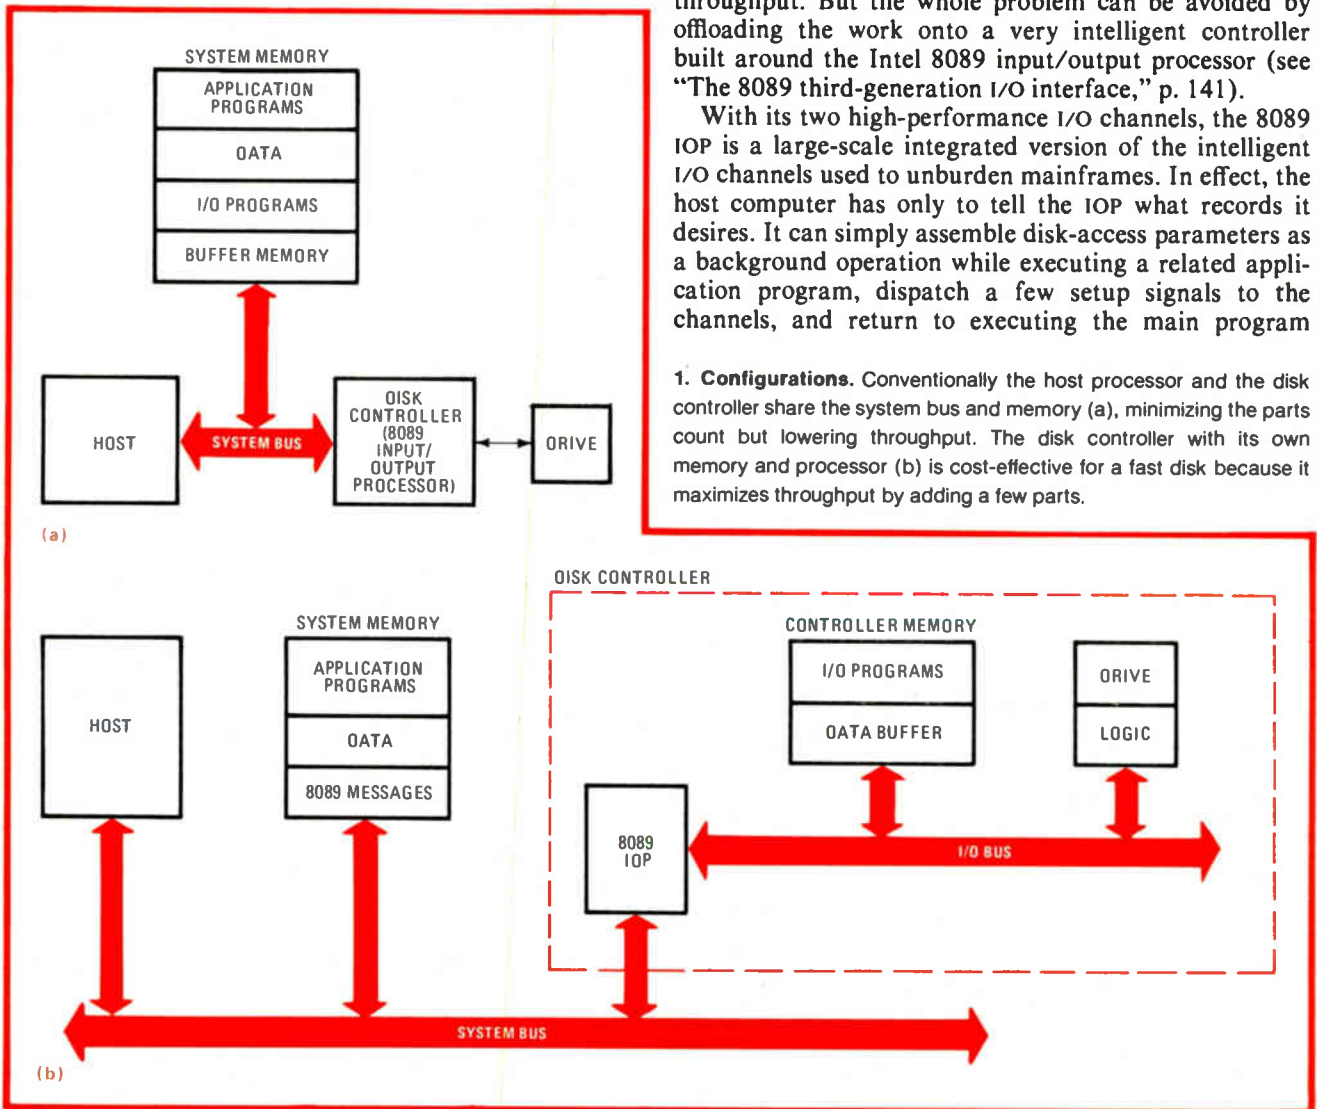 throughput. But the whole problem can be avoided by
offloading the work onto a very intelligent controller
built around the Intel 8089 input/output processor (see
"The 8089 third-generation I/O interface," p. 141).
With its two high-performance I/O channels, the 8089
IOP is a large-scale integrated version of the intelligent
I/O channels used to unburden mainframes. In effect, the
host computer has only to tell the IOP what records it
desires. It can simply assemble disk-access parameters as
a background operation while executing a related appli-
cation program, dispatch a few setup signals to the
channels, and return to executing the main program
1. Configurations. Conventionally the host processor and the disk
controller share the system bus and memory (a), minimizing the parts
count but lowering throughput. The disk controller with its own
memory and processor (b) is cost-effective for a fast disk because it
maximizes throughput by adding a few parts.
SYSTEM MEMORY
APPLICATION
PROGRAMS
DATA
I/O PROGRAMS
BUFFER MEMORY
HOST
SYSTEM BUS
DISK
CONTROLLER
(8089
INPUT/
OUTPUT
PROCESSOR)
DRIVE
(a)
DISK CONTROLLER
SYSTEM MEMORY
CONTROLLER MEMORY
HOST
APPLICATION
PROGRAMS
DATA
8089 MESSAGES
I/O PROGRAMS
DATA BUFFER
DRIVE
LOGIC
8089
IOP
I/O BUS
SYSTEM BUS
(b)